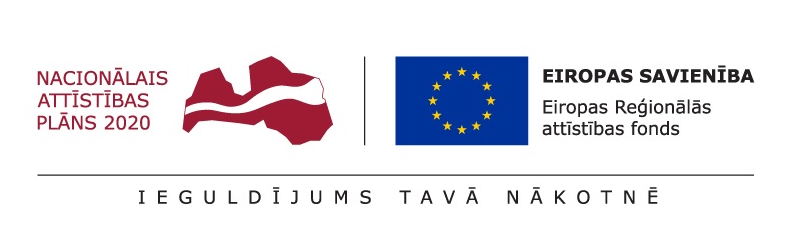 NACIONĀLAIS
ATTĪSTĪBAS
PLĀNS 2020
EIROPAS SAVIENĪBA
Eiropas Reģionālās
attīstības fonds
IEGULDĪJUMS TAVĀ NĀKOTNĒ